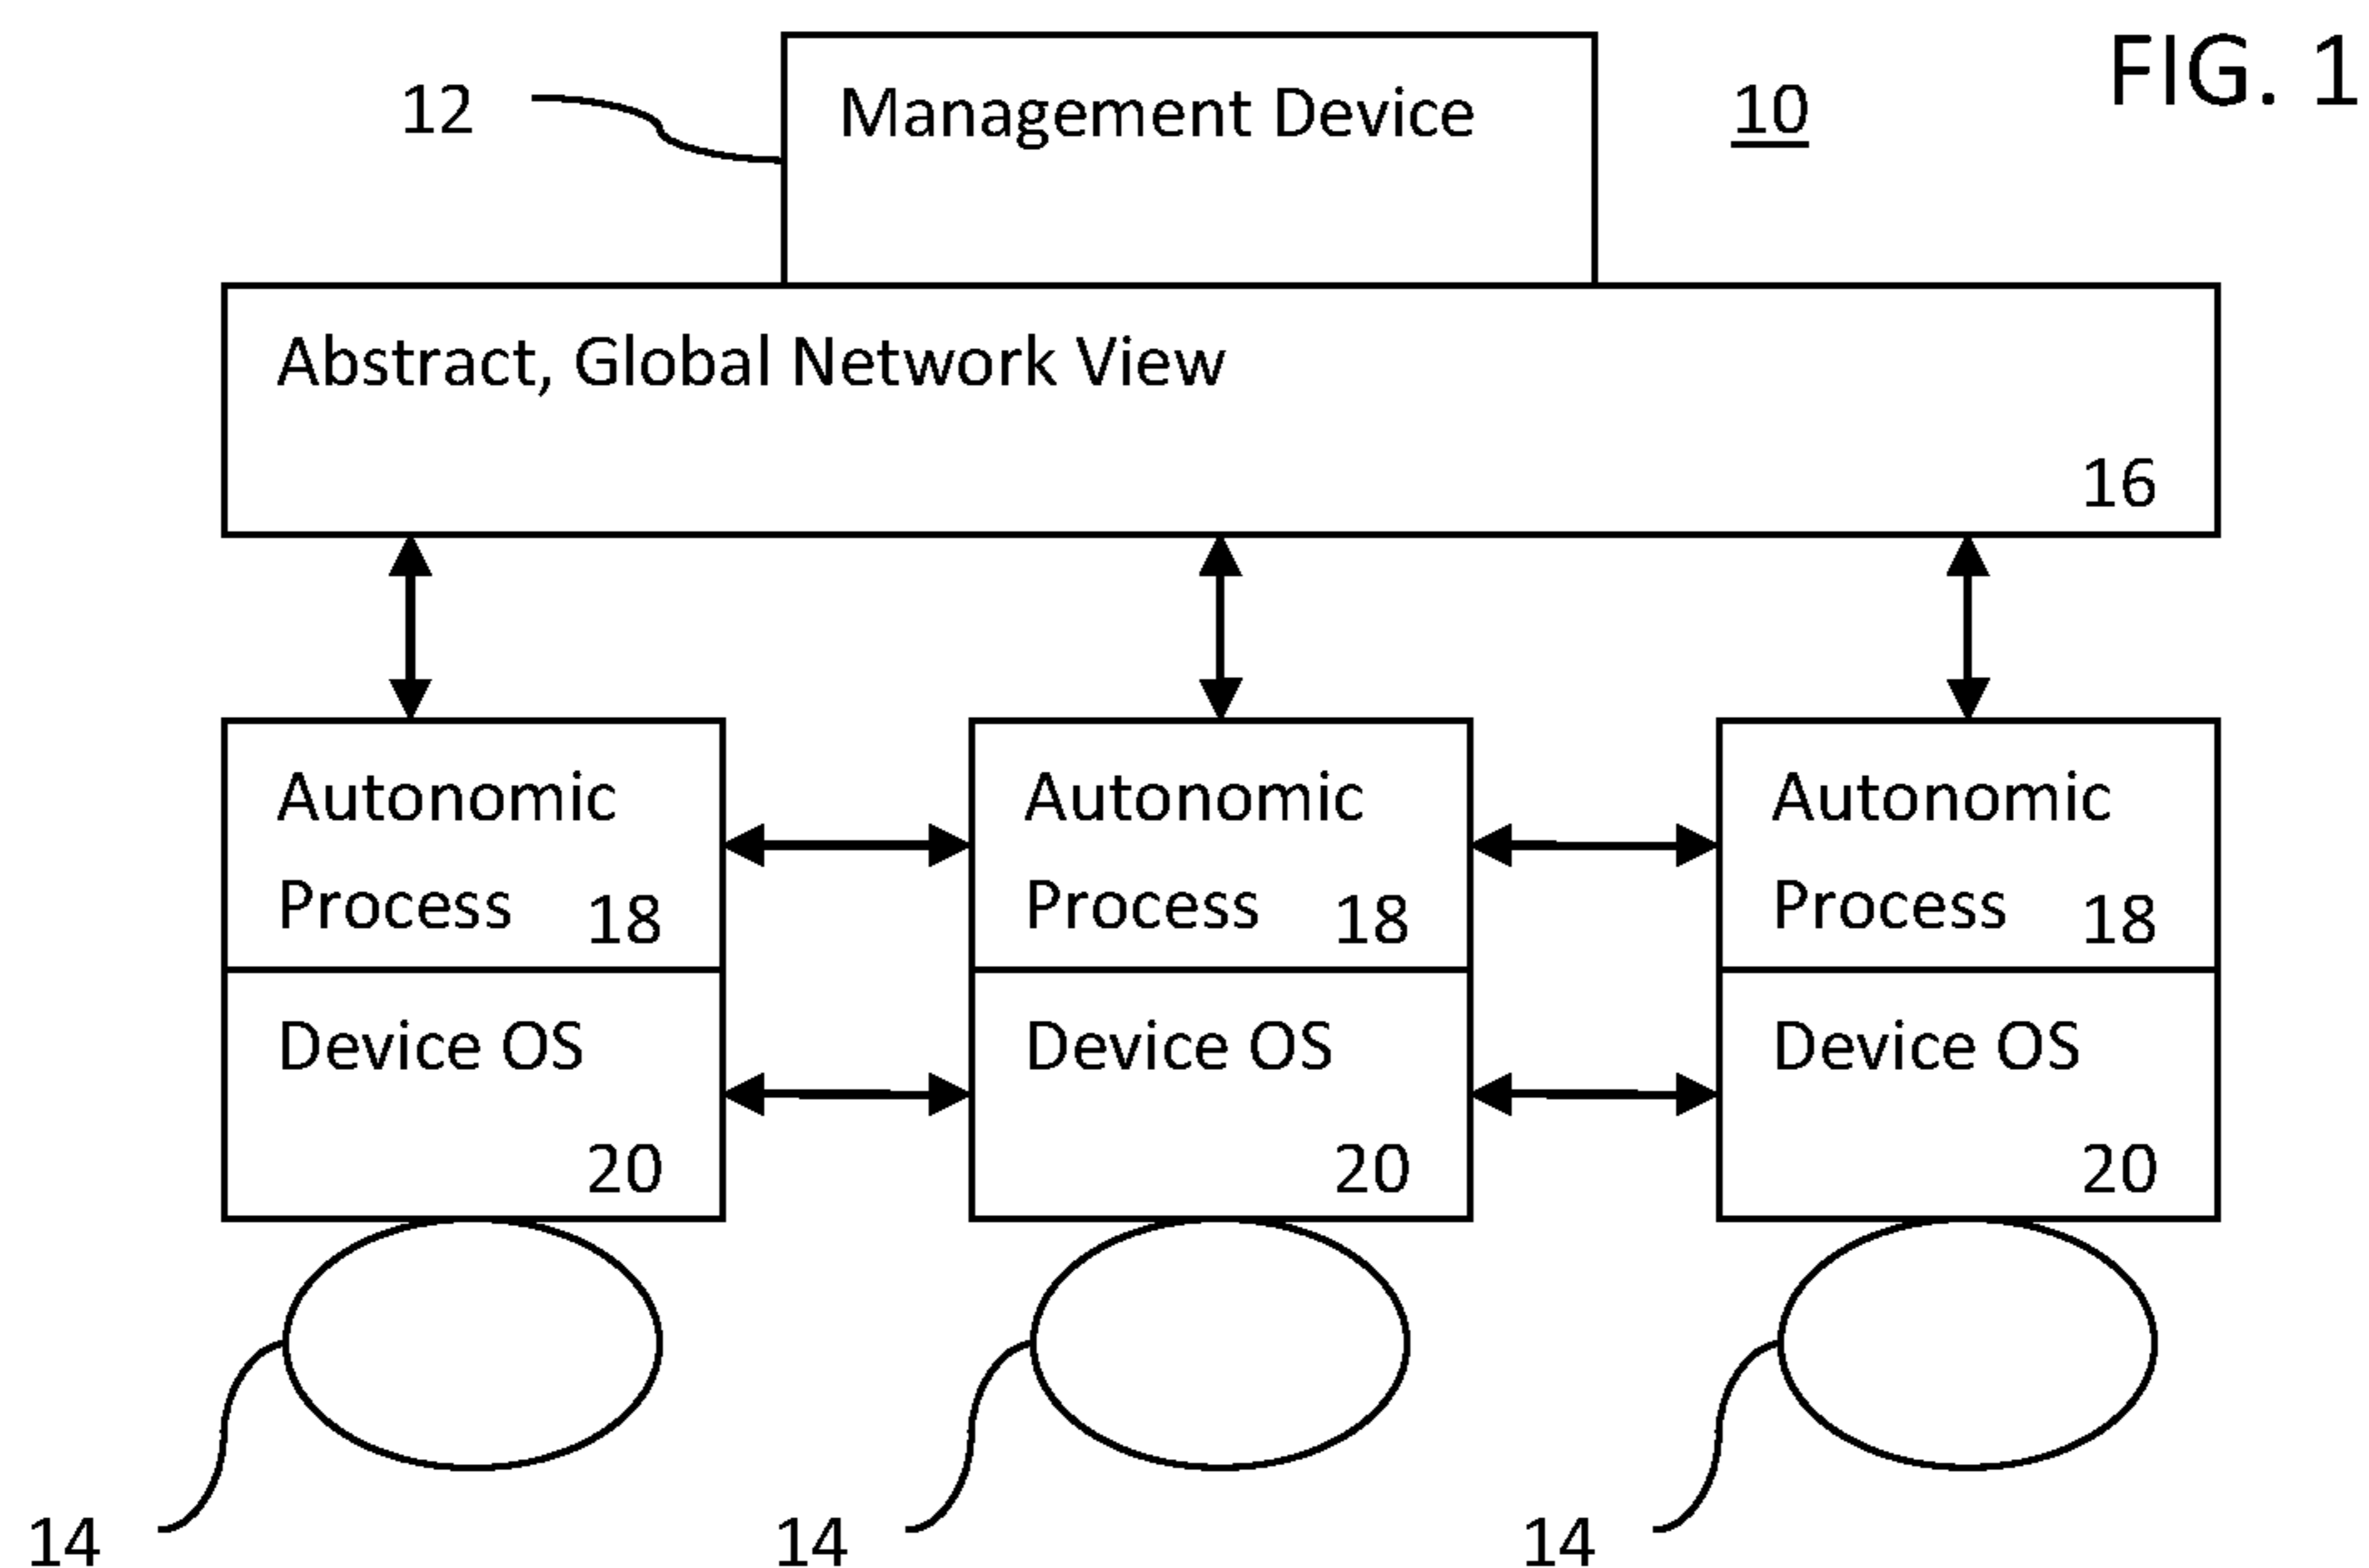 FIG. 1
12 Management Device 10
Abstract, Global Network View
16
Autonomic Autonomic Autonomic
Process 18 Process 18 Process 18
Device OS Device OS Device OS
20 20 20
14 14 14